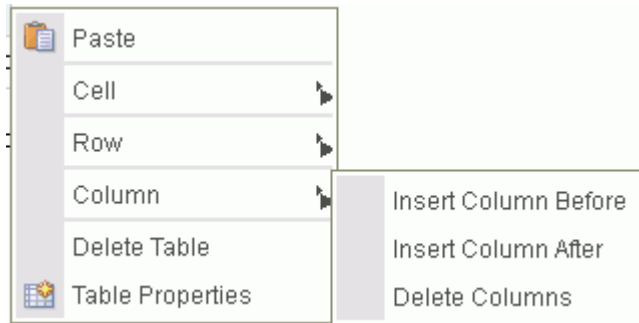 Paste
Cell
Row
Column
Delete Table
Table Properties
Insert Column Before
Insert Column After
Delete Columns